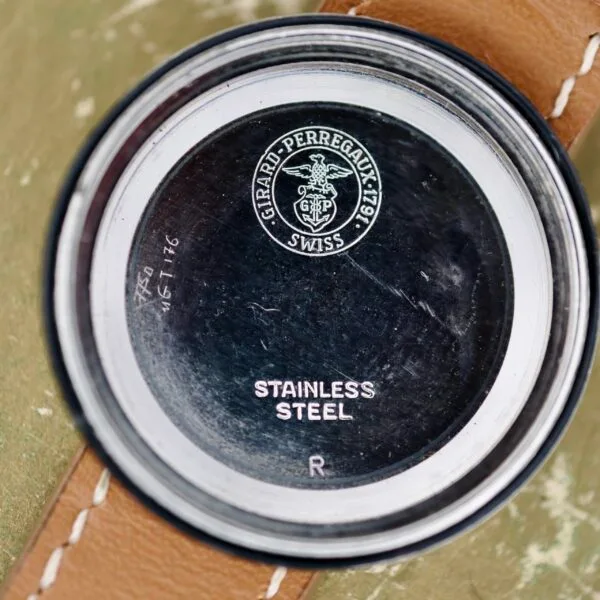 GIRARD-PERREGAUX·1791·
GP
SWISS
STAINLESS
STEEL
R